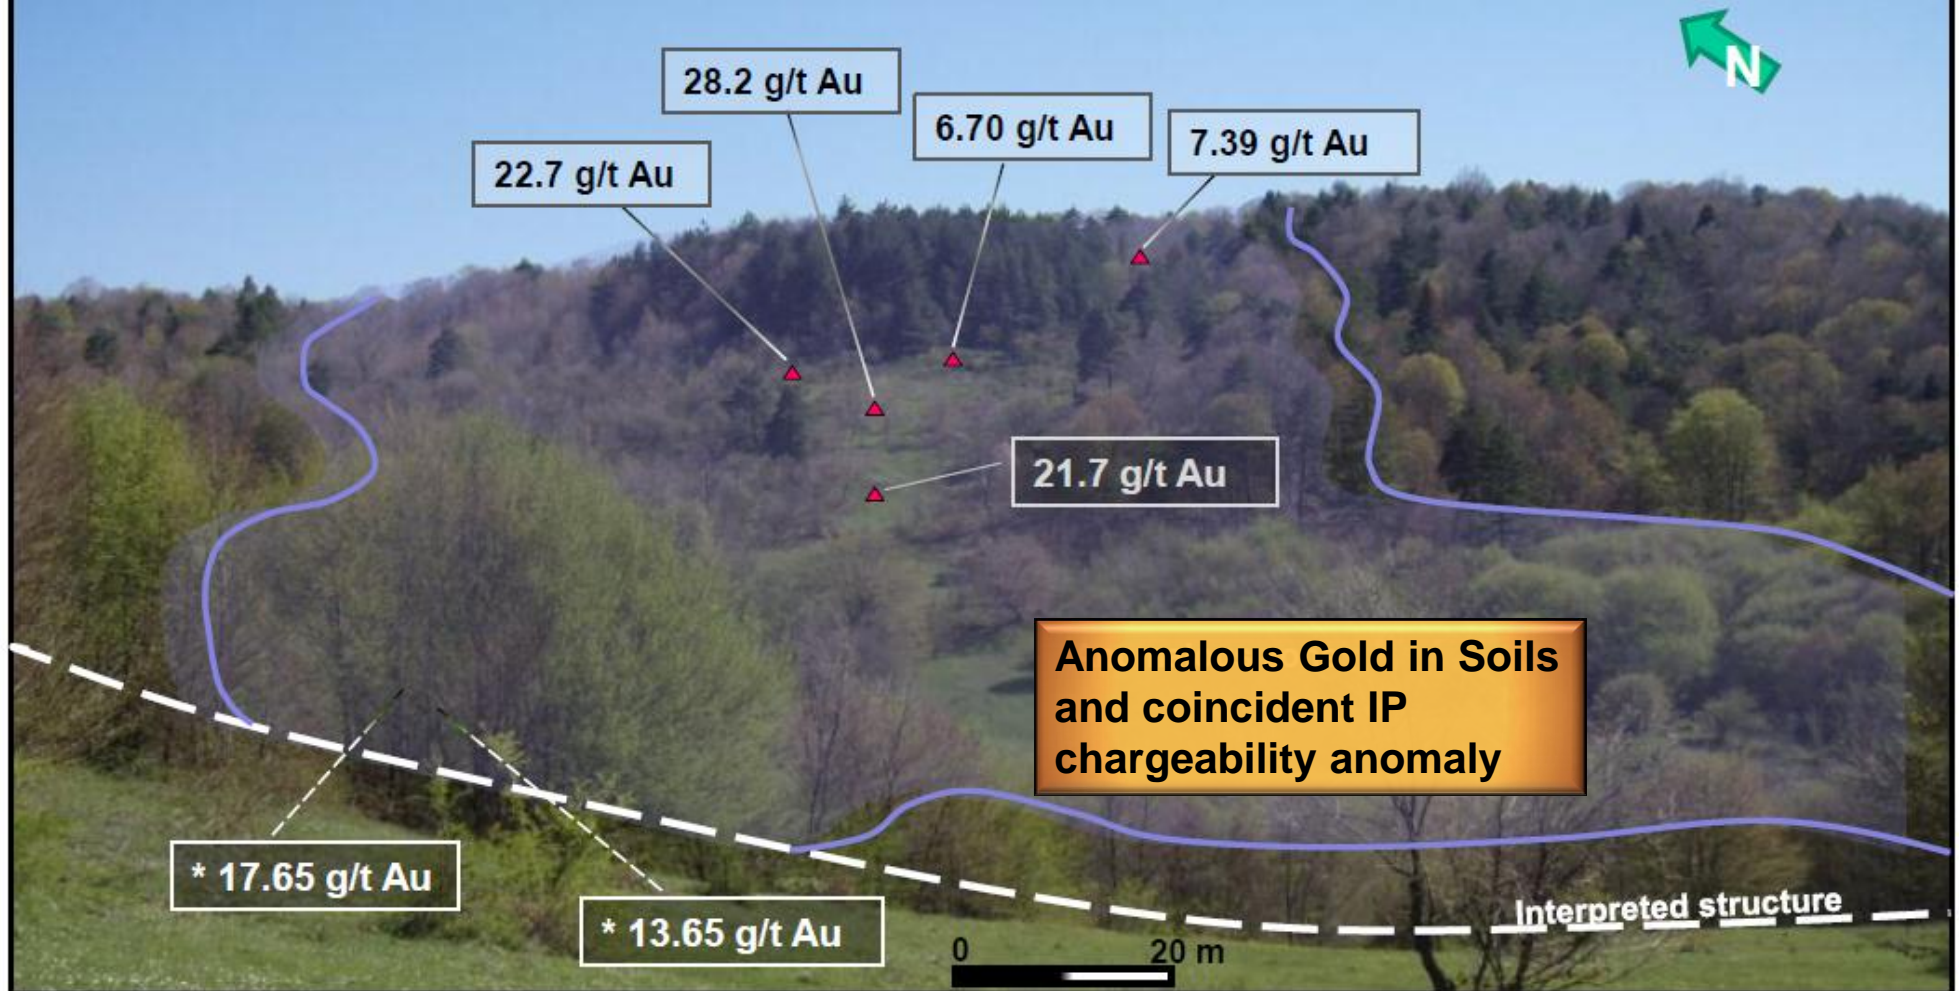 N
28.2 g/t Au
6.70 g/t Au
7.39 g/t Au
22.7 g/t Au
21.7 g/t Au
Anomalous Gold in Soils
and coincident IP
chargeability anomaly
* 17.65 g/t Au
* 13.65 g/t Au
Interpreted structure
0 20 m